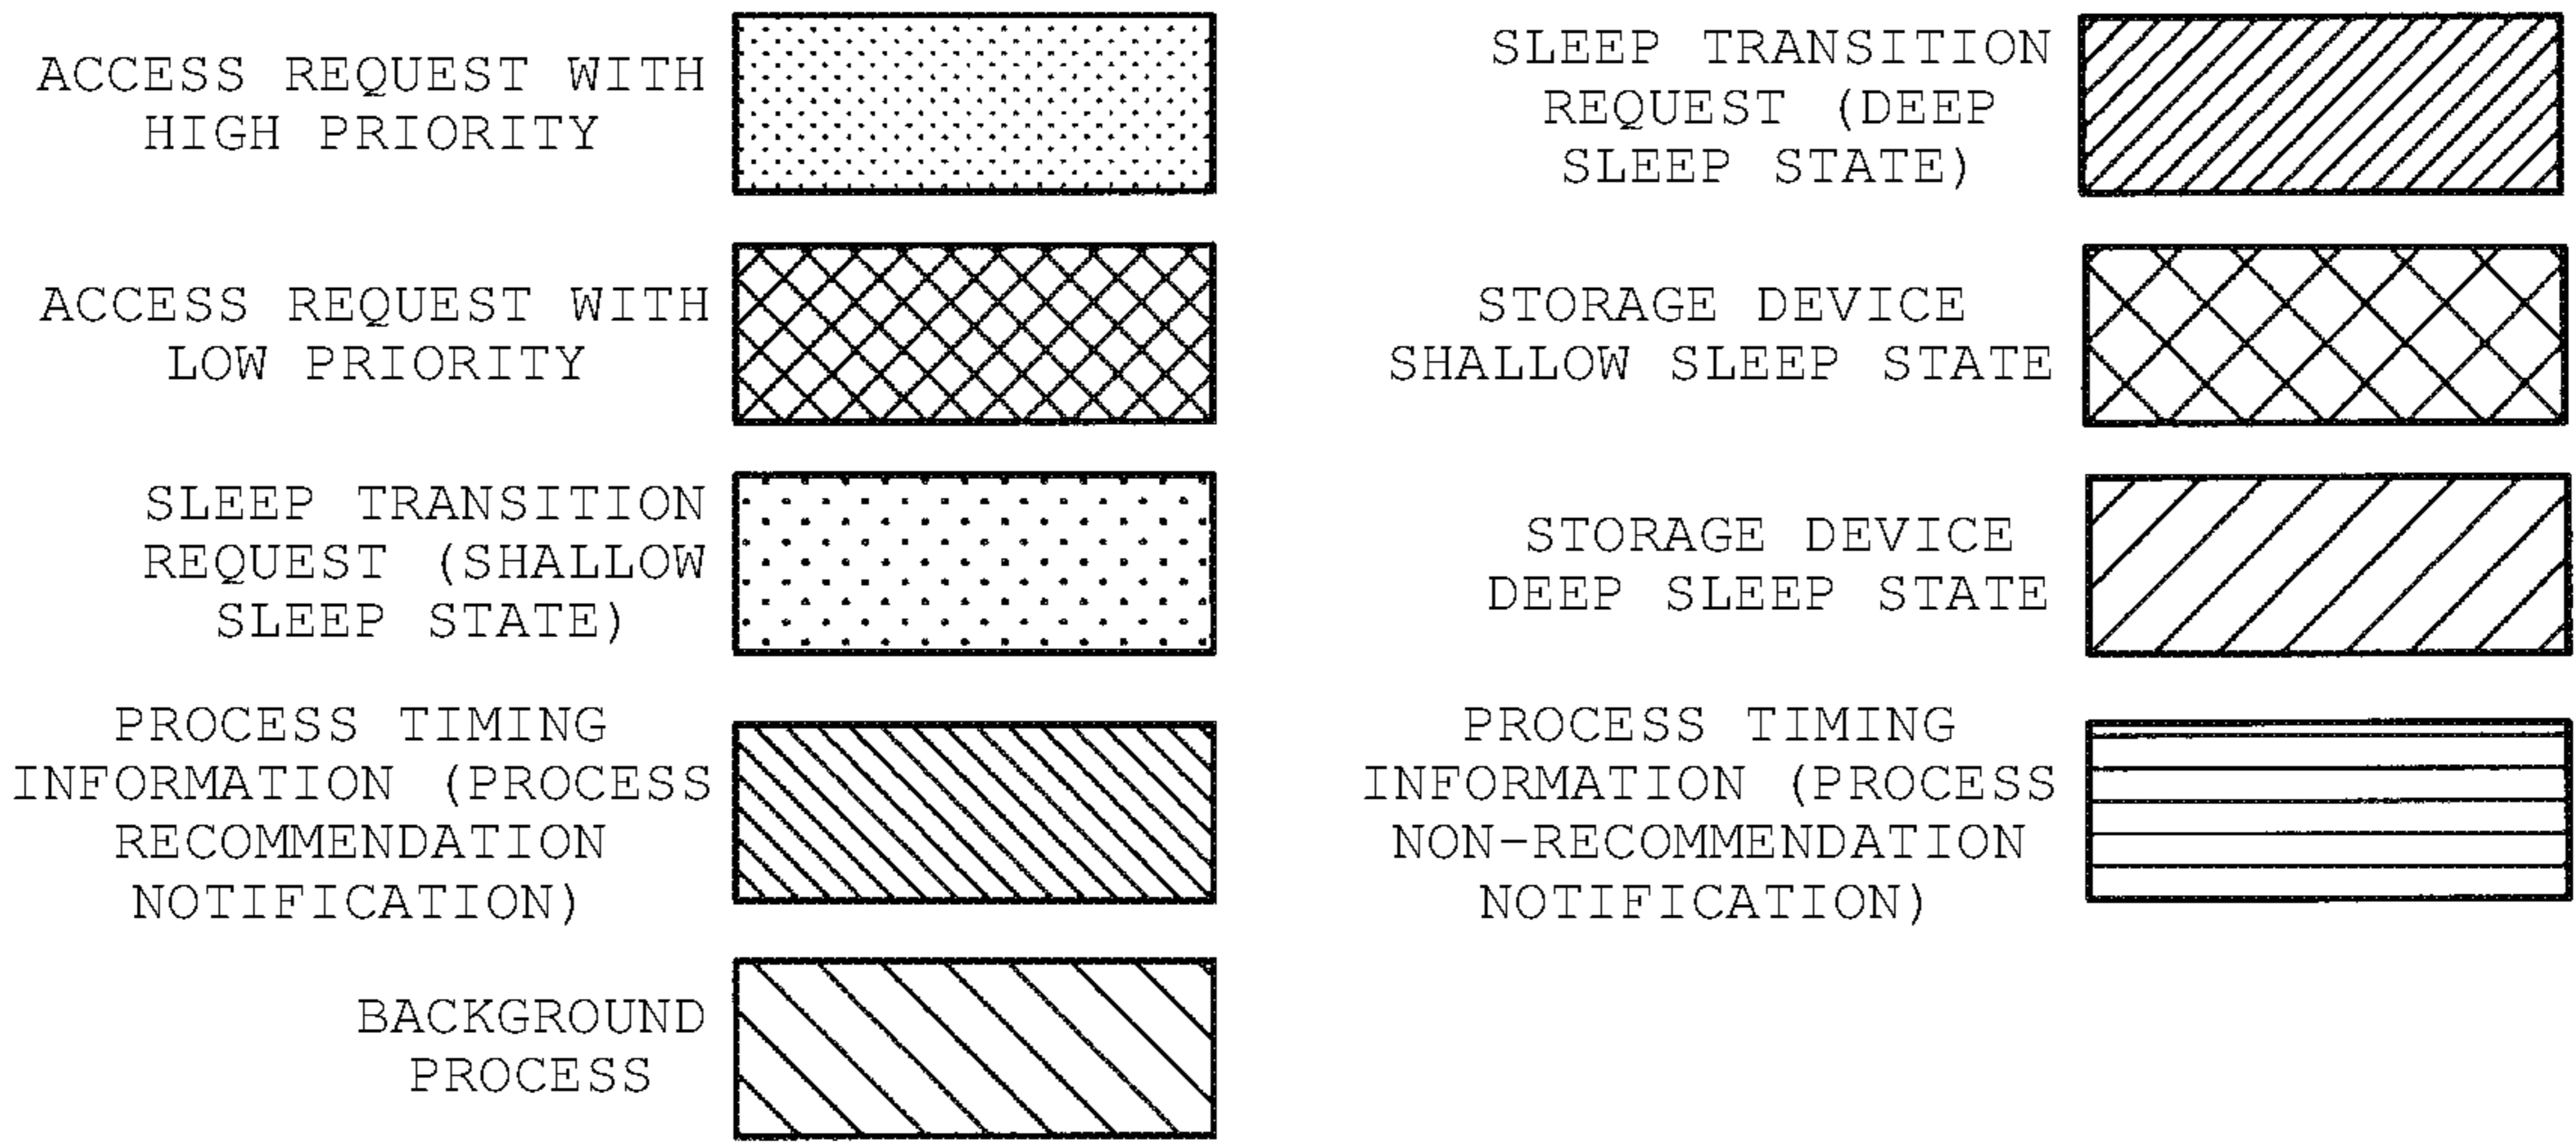 ACCESS REQUEST WITH
HIGH PRIORITY
ACCESS REQUEST WITH
LOW PRIORITY
SLEEP TRANSITION
REQUEST (SHALLOW
SLEEP STATE)
PROCESS TIMING
INFORMATION (PROCESS
RECOMMENDATION
NOTIFICATION)
BACKGROUND
PROCESS
SLEEP TRANSITION
REQUEST (DEEP
SLEEP STATE)
STORAGE DEVICE
SHALLOW SLEEP STATE
STORAGE DEVICE
DEEP SLEEP STATE
PROCESS TIMING
INFORMATION (PROCESS
NON-RECOMMENDATION
NOTIFICATION)